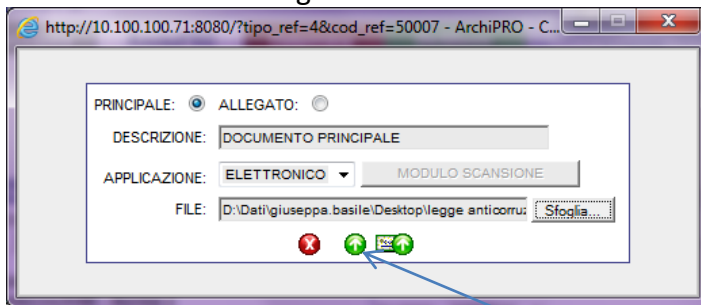 http://10.100.100.71:8080/?tipo_ref=4&cod_ref=50007 - ArchiPRO - C...
PRINCIPALE: ALLEGATO:
DESCRIZIONE: DOCUMENTO PRINCIPALE
APPLICAZIONE: ELETTRONICO MODULO SCANSIONE
FILE: D:\Dati\giuseppa.basile\Desktop\legge anticorruz Sfoglia...